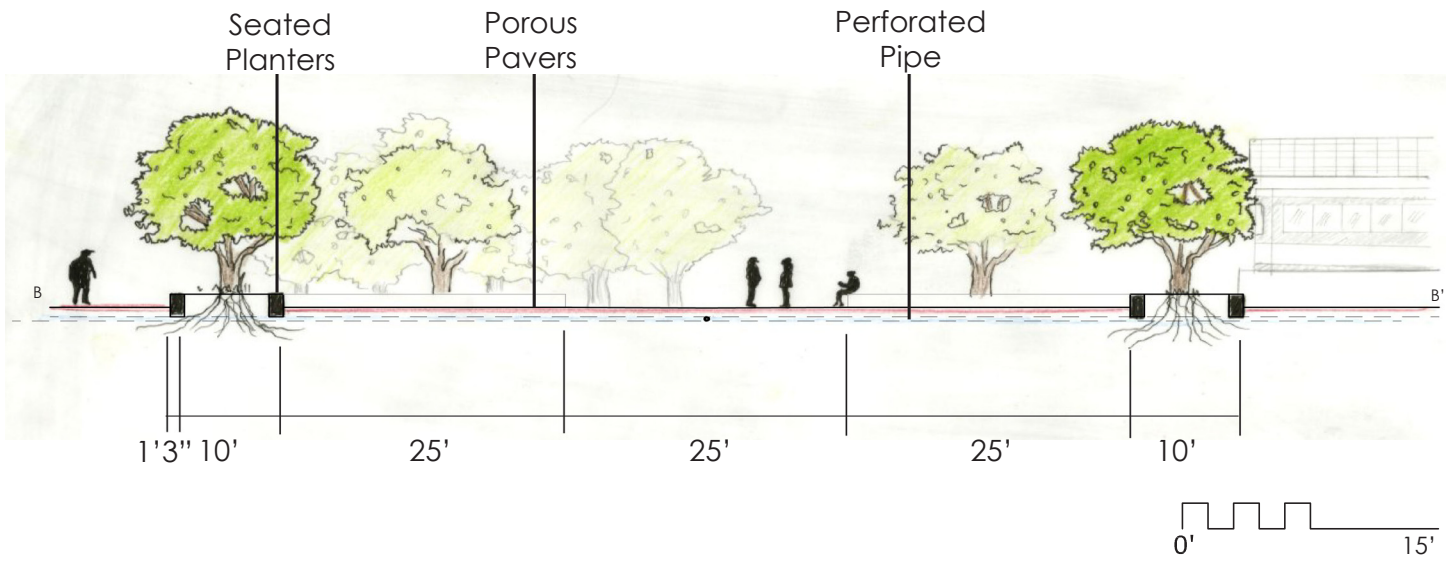 Seated
Planters
Porous
Pavers
Perforated
Pipe
B
B’
1’3” 10’ 25’ 25’ 25’ 10’
0' 15’